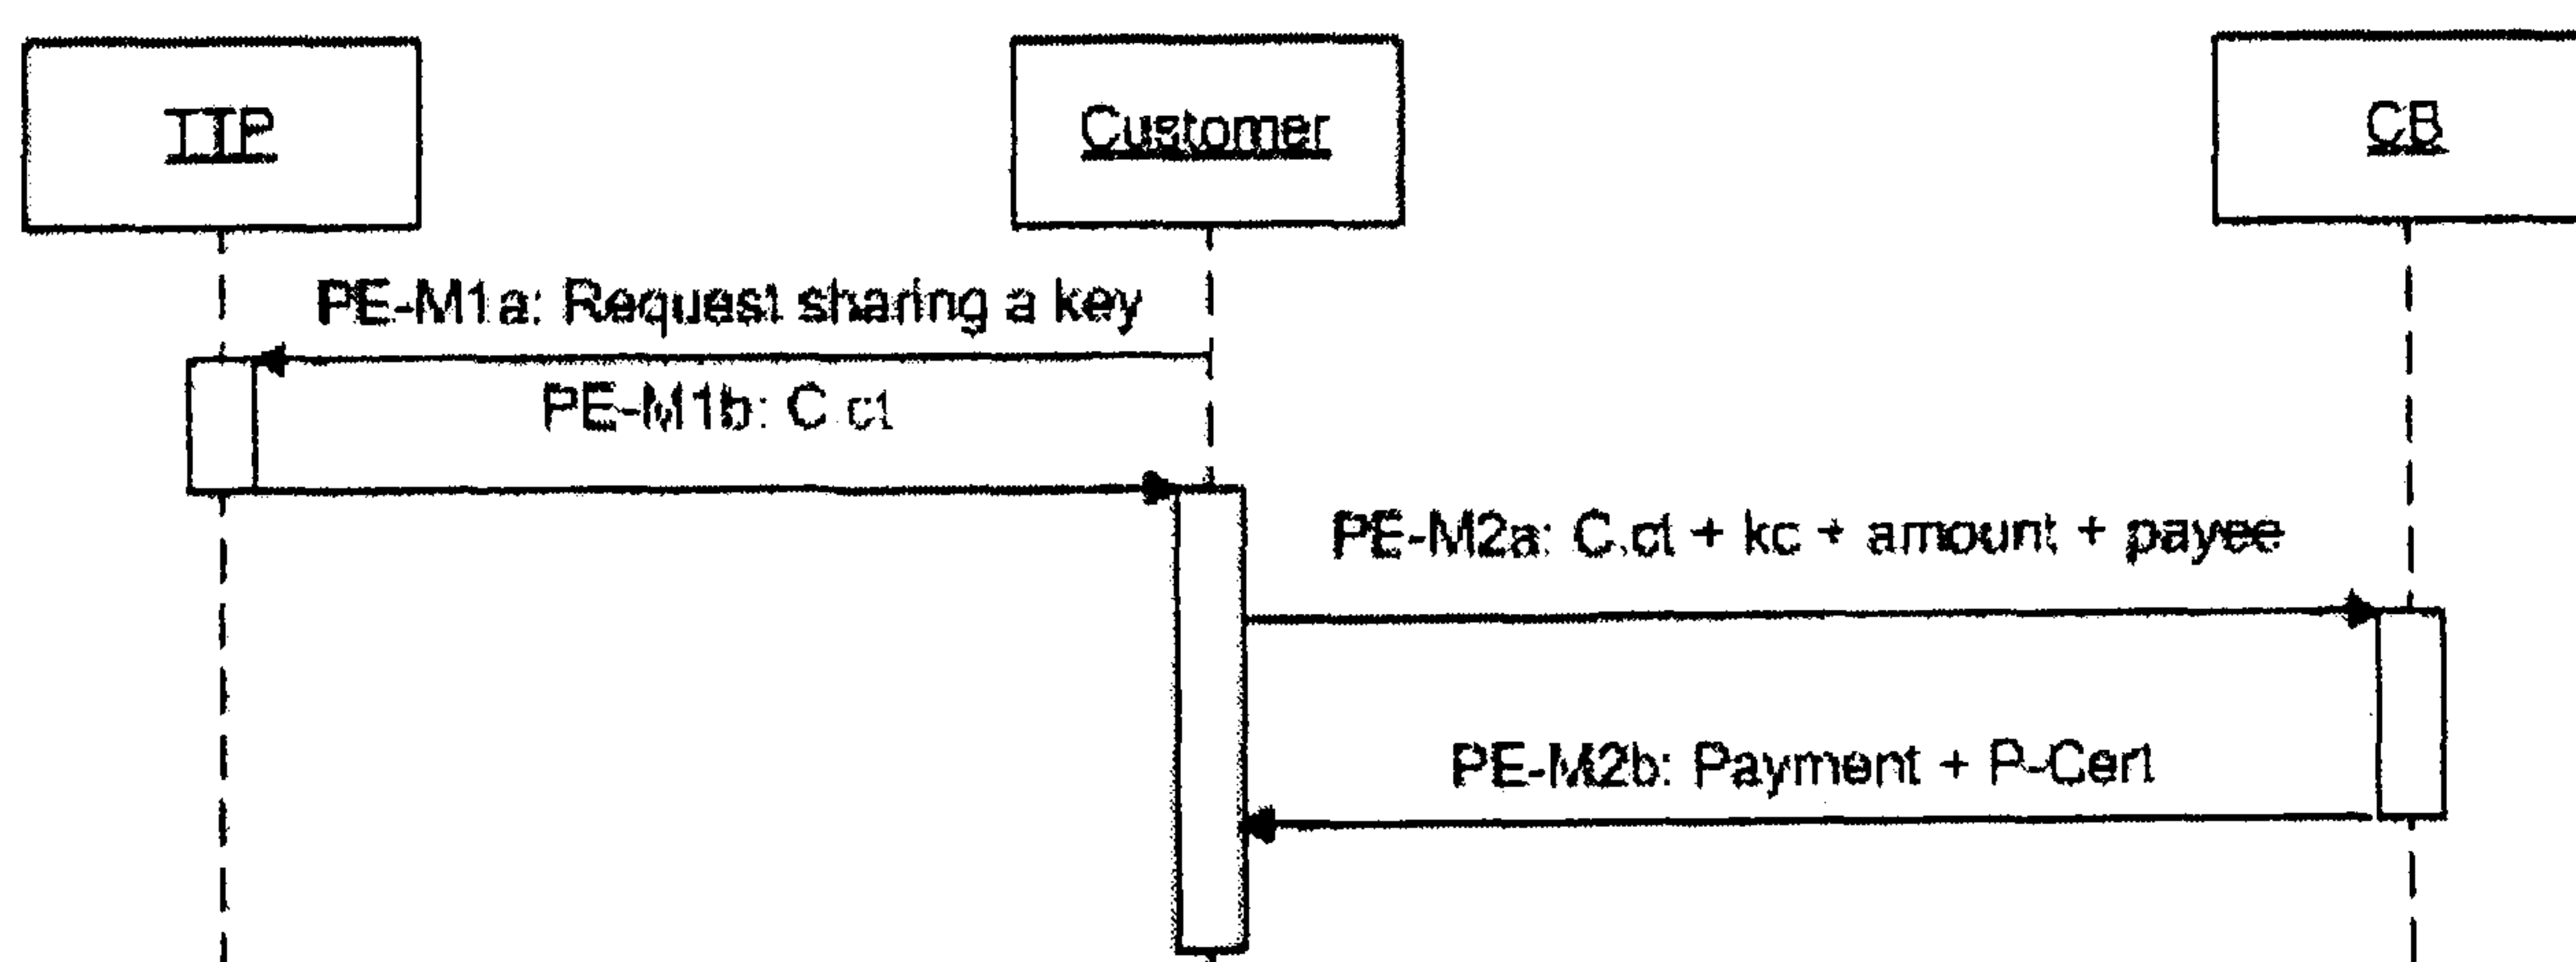 TTP
Customer
CB
PE-M1a: Request sharing a key
PE-M1b: C.ct
PE-M2a: C.ct + kc + amount + payee
PE-M2b: Payment + P-Cert